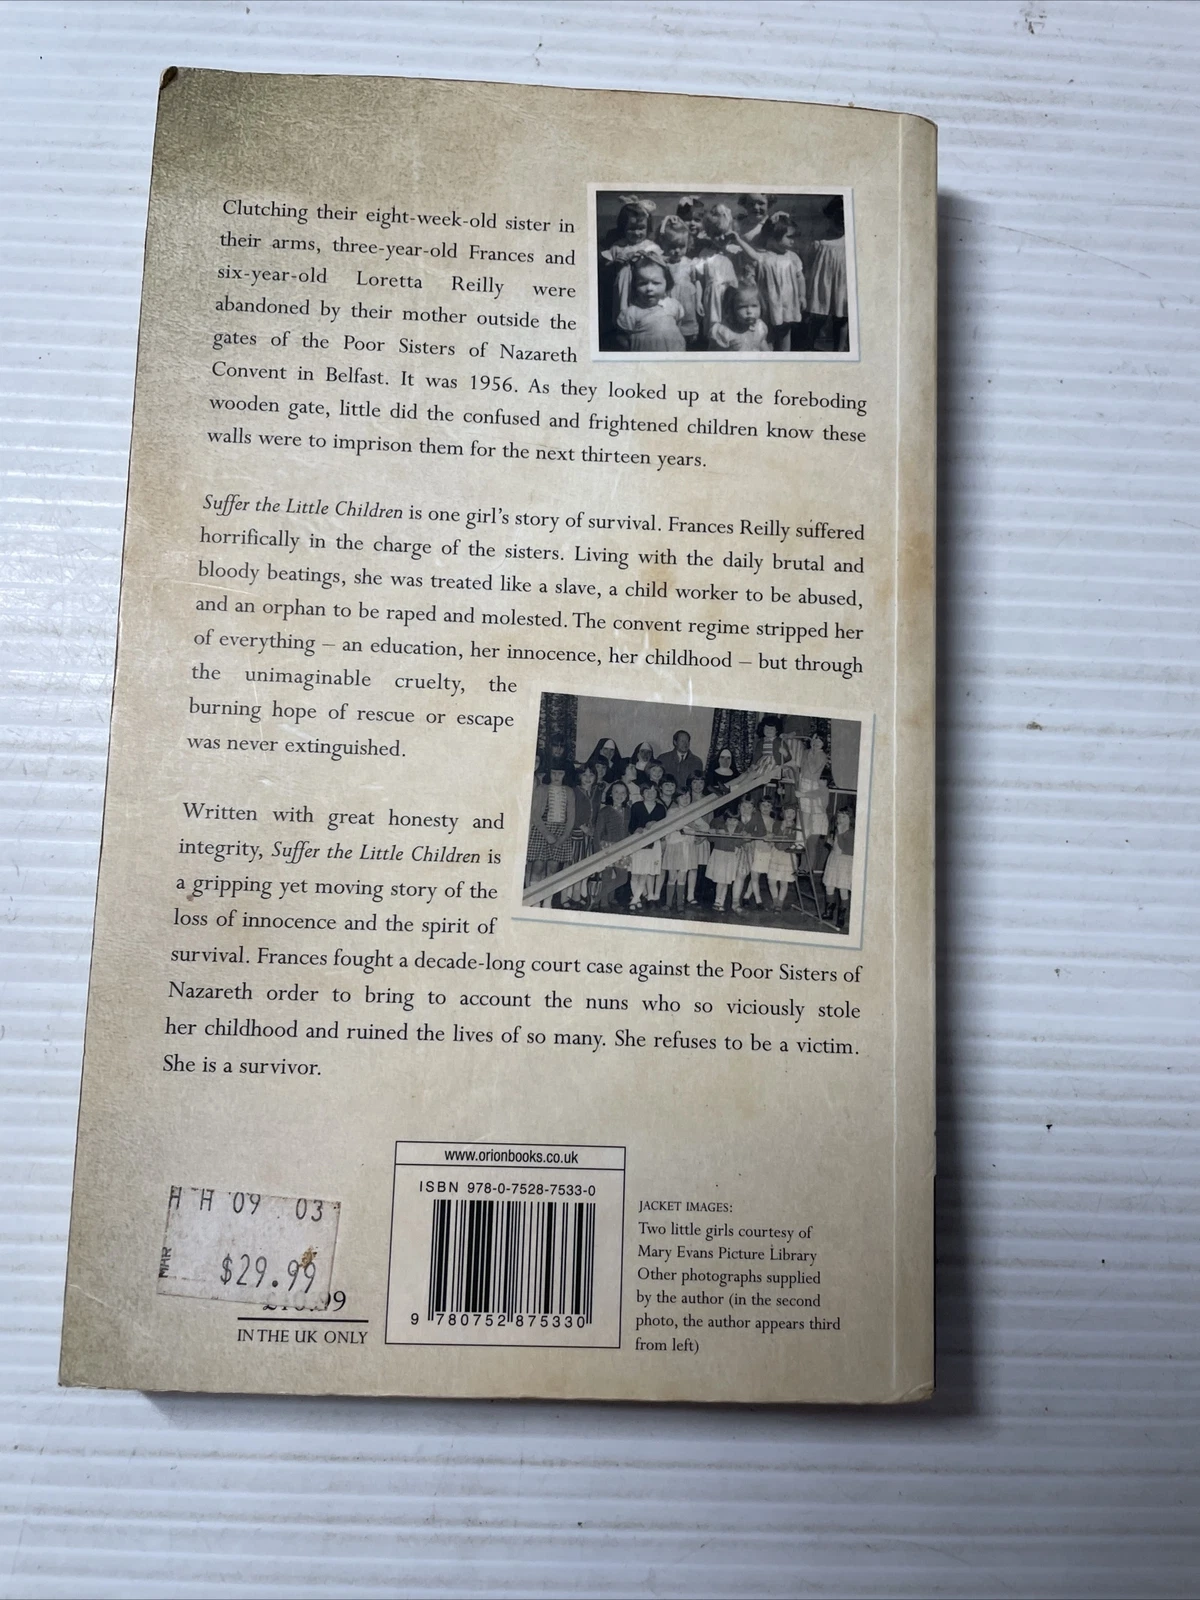 Clutching their eight-week-old sister in
their arms, three-year-old Frances and
six-year-old Loretta Reilly were
abandoned by their mother outside the
gates of the Poor Sisters of Nazareth
Convent in Belfast. It was 1956. As they looked up at the foreboding
wooden gate, little did the confused and frightened children know these
walls were to imprison them for the next thirteen years.
Suffer the Little Children is one girl's story of survival. Frances Reilly suffered
horrifically in the charge of the sisters. Living with the daily brutal and
bloody beatings, she was treated like a slave, a child worker to be abused,
and an orphan to be raped and molested. The convent regime stripped her
of everything – an education, her innocence, her childhood – but through
the unimaginable cruelty, the
burning hope of rescue or escape
was never extinguished.
Written with great honesty and
integrity, Suffer the Little Children is
a gripping yet moving story of the
loss of innocence and the spirit of
survival. Frances fought a decade-long court case against the Poor Sisters of
Nazareth order to bring to account the nuns who so viciously stole
her childhood and ruined the lives of so many. She refuses to be a victim.
She is a survivor.
H H 09 03
MAR
$29.99
IN THE UK ONLY
www.orionbooks.co.uk
ISBN 978-0-7528-7533-0
9 780752 875330
JACKET IMAGES:
Two little girls courtesy of
Mary Evans Picture Library
Other photographs supplied
by the author (in the second
photo, the author appears third
from left)